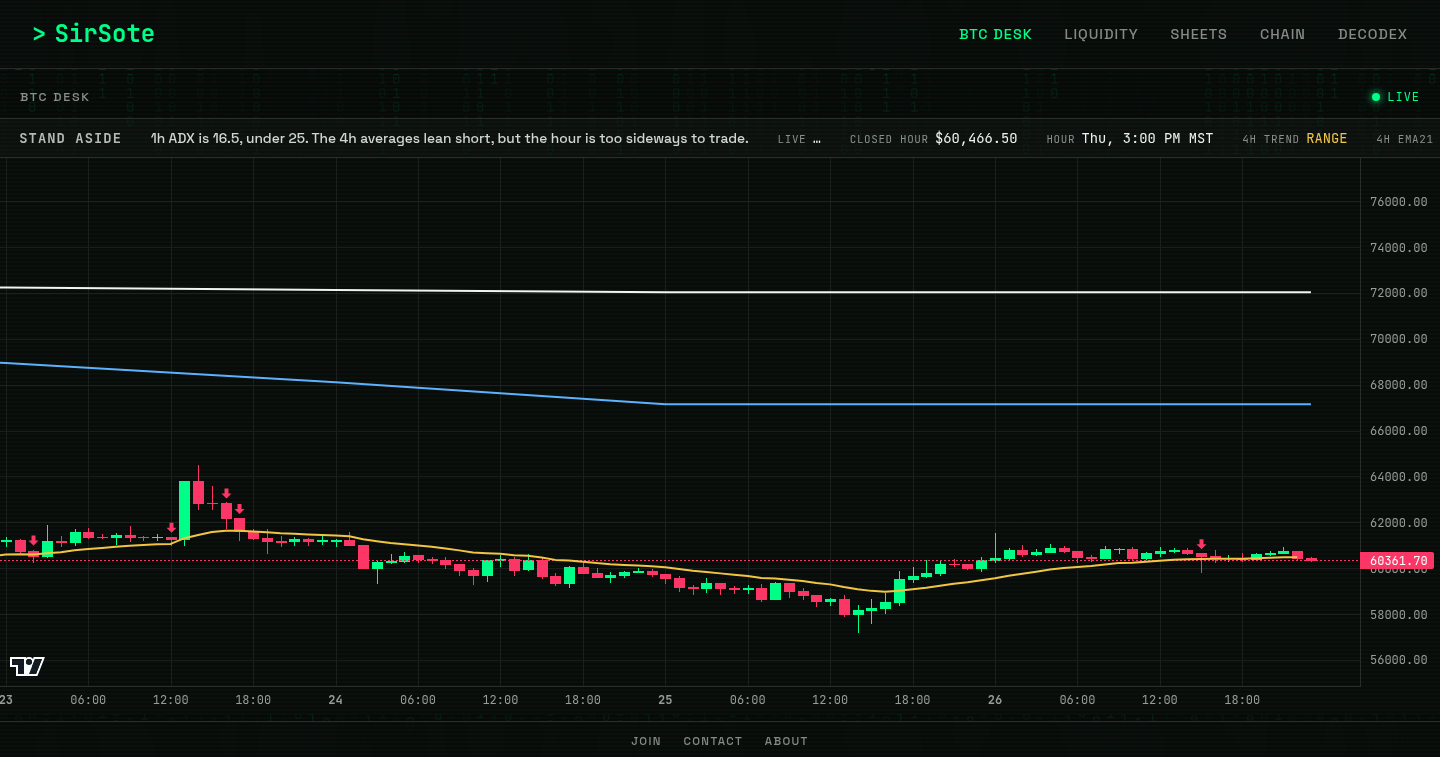 > SirSote
BTC DESK LIQUIDITY SHEETS CHAIN DECODEX
BTC DESK
LIVE
STAND ASIDE 1h ADX is 16.5, under 25. The 4h averages lean short, but the hour is too sideways to trade. LIVE … CLOSED HOUR $60,466.50 HOUR Thu, 3:00 PM MST 4H TREND RANGE 4H EMA21
76000.00
74000.00
72000.00
70000.00
68000.00
66000.00
64000.00
62000.00
60361.70
58000.00
56000.00
23 06:00 12:00 18:00 24 06:00 12:00 18:00 25 06:00 12:00 18:00 26 06:00 12:00 18:00
JOIN CONTACT ABOUT